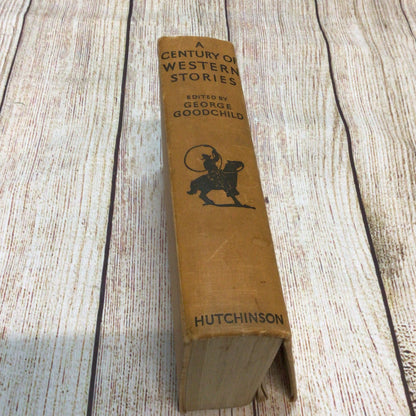 A
CENTURY OF
WESTERN
STORIES
EDITED BY
GEORGE
GOODCHILD
HUTCHINSON